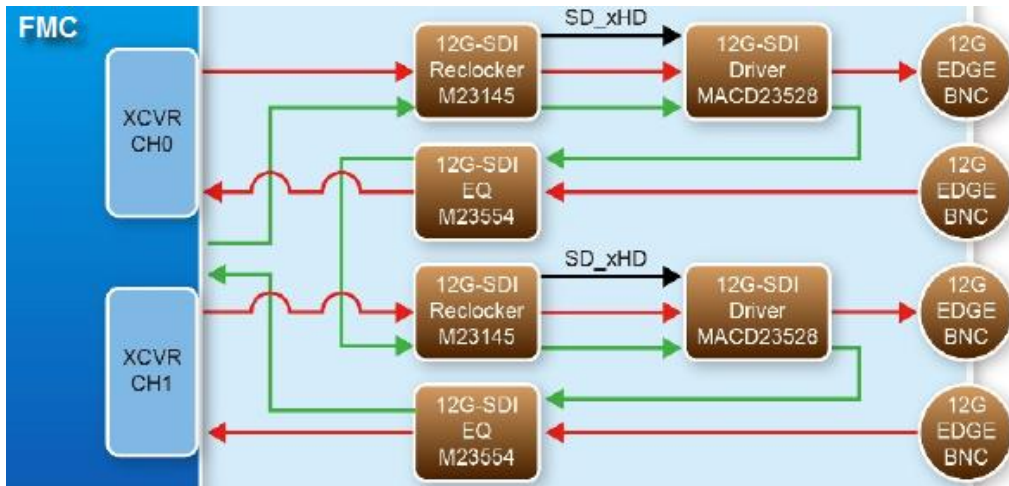 FMC
XCVR
CH0
12G-SDI
Reclocker
M23145
SD_xHD
12G-SDI
Driver
MACD23528
12G
EDGE
BNC
12G-SDI
EQ
M23554
12G
EDGE
BNC
XCVR
CH1
12G-SDI
Reclocker
M23145
SD_xHD
12G-SDI
Driver
MACD23528
12G
EDGE
BNC
12G-SDI
EQ
M23554
12G
EDGE
BNC